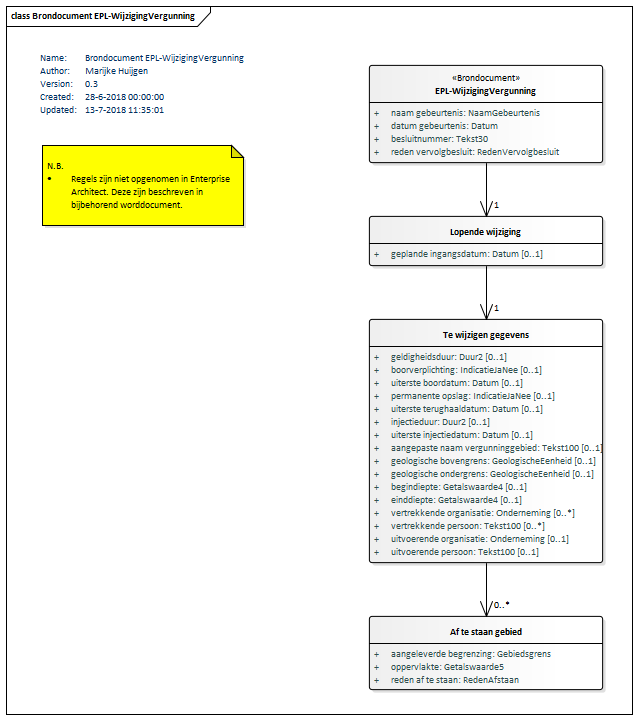 class Brondocument EPL-WijzigingVergunning
Name: Brondocument EPL-WijzigingVergunning
Author: Marijke Huijgen
Version: 0.3
Created: 28-6-2018 00:00:00
Updated: 13-7-2018 11:35:01
N.B.
• Regels zijn niet opgenomen in Enterprise
Architect. Deze zijn beschreven in
bijbehorend worddocument.
«Brondocument»
EPL-WijzigingVergunning
+ naam gebeurtenis: NaamGebeurtenis
+ datum gebeurtenis: Datum
+ besluitnummer: Tekst30
+ reden vervolgbesluit: RedenVervolgbesluit
1
Lopende wijziging
+ geplande ingangsdatum: Datum [0..1]
1
Te wijzigen gegevens
+ geldigheidsduur: Duur2 [0..1]
+ boorverplichting: IndicatieJaNee [0..1]
+ uiterste boordatum: Datum [0..1]
+ permanente opslag: IndicatieJaNee [0..1]
+ uiterste terughaaldatum: Datum [0..1]
+ injectieduur: Duur2 [0..1]
+ uiterste injectiedatum: Datum [0..1]
+ aangepaste naam vergunninggebied: Tekst100 [0..1]
+ geologische bovengrens: GeologischeEenheid [0..1]
+ geologische ondergrens: GeologischeEenheid [0..1]
+ begindiepte: Getalswaarde4 [0..1]
+ einddiepte: Getalswaarde4 [0..1]
+ vertrekkende organisatie: Onderneming [0..*]
+ vertrekkende persoon: Tekst100 [0..*]
+ uitvoerende organisatie: Onderneming [0..1]
+ uitvoerende persoon: Tekst100 [0..1]
0..*
Af te staan gebied
+ aangeleverde begrenzing: Gebiedsgrens
+ oppervlakte: Getalswaarde5
+ reden af te staan: RedenAfstaan